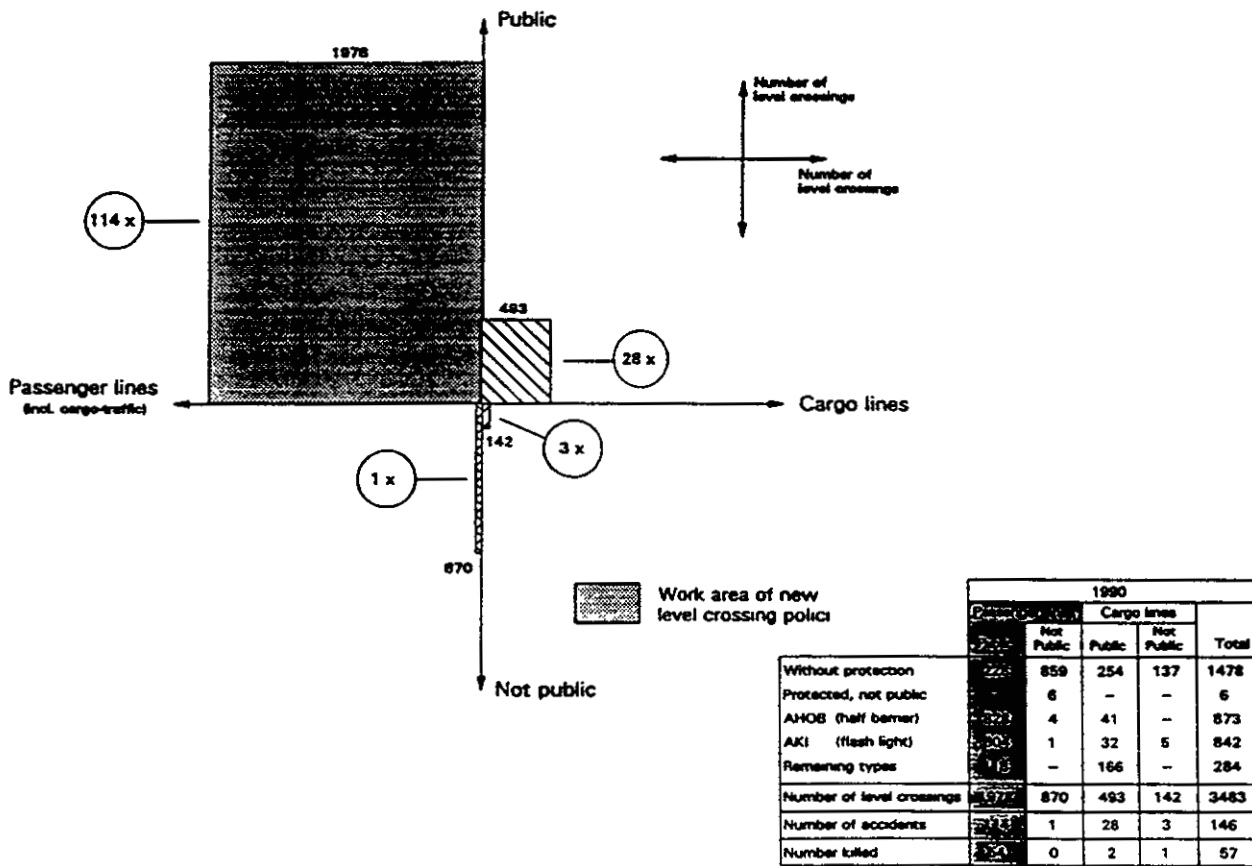 Public
1978
Number of
level crossings
Number of
level crossings
114 x
493
28 x
Passenger lines
(incl. cargo-traffic)
Cargo lines
142
3 x
1 x
870
Work area of new
level crossing polici
Not public
1990
Cargo lines
Not Public Public Not Public Total
Without protection 859 254 137 1478
Protected, not public 6 – – 6
AHOB (half barrier) 4 41 – 873
AKI (flash light) 1 32 5 842
Remaining types – 166 – 284
Number of level crossings 870 493 142 3483
Number of accidents 1 28 3 146
Number killed 0 2 1 57